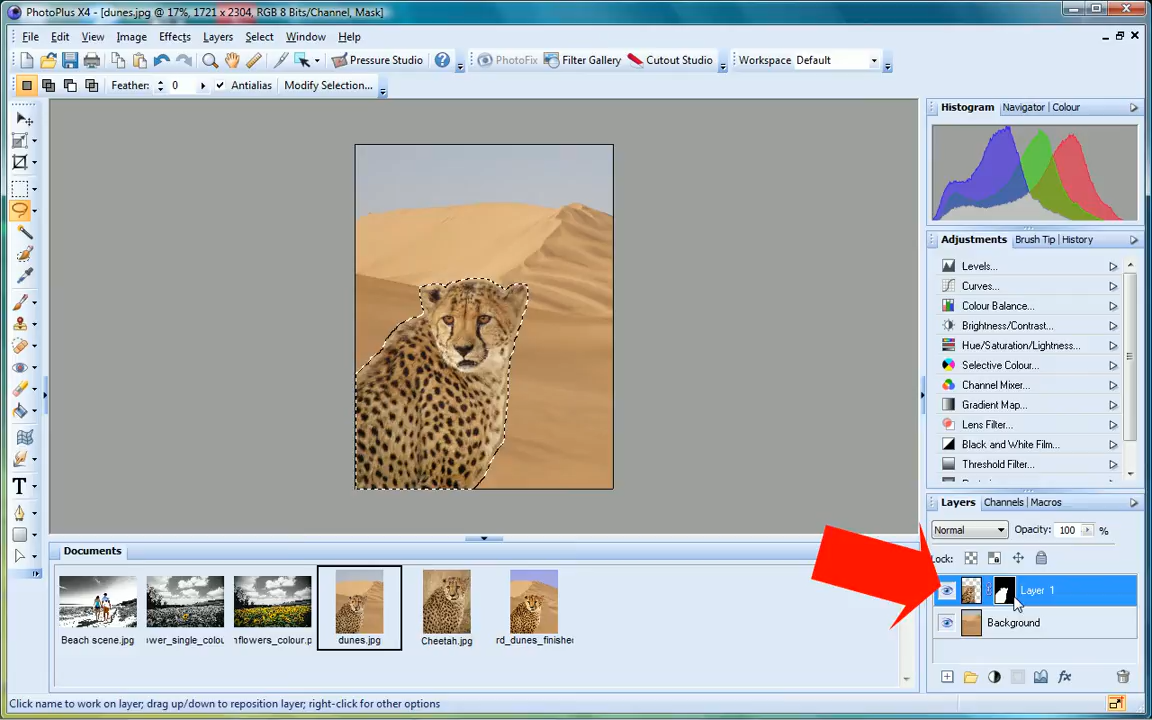 PhotoPlus X4 - [dunes.jpg @ 17%, 1721 x 2304, RGB 8 Bits/Channel, Mask]
File Edit View Image Effects Layers Select Window Help
Pressure Studio PhotoFix Filter Gallery Cutout Studio Workspace Default
Feather: 0 Antialias Modify Selection...
Histogram Navigator Colour
Adjustments Brush Tip History
Levels...
Curves...
Colour Balance...
Brightness/Contrast...
Hue/Saturation/Lightness...
Selective Colour...
Channel Mixer...
Gradient Map...
Lens Filter...
Black and White Film...
Threshold Filter...
Layers Channels Macros
Normal Opacity: 100 %
Lock:
Layer 1
Background
Documents
Beach scene.jpg ower_single_colou nflowers_colour.p dunes.jpg Cheetah.jpg rd_dunes_finishe
Click name to work on layer; drag up/down to reposition layer; right-click for other options